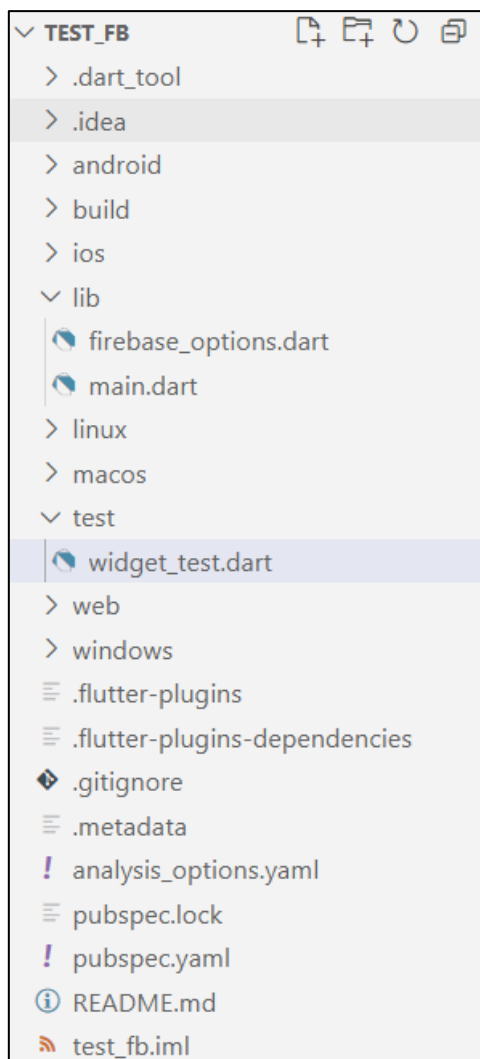 TEST_FB
.dart_tool
.idea
android
build
ios
lib
firebase_options.dart
main.dart
linux
macos
test
widget_test.dart
web
windows
.flutter-plugins
.flutter-plugins-dependencies
.gitignore
.metadata
analysis_options.yaml
pubspec.lock
pubspec.yaml
README.md
test_fb.iml